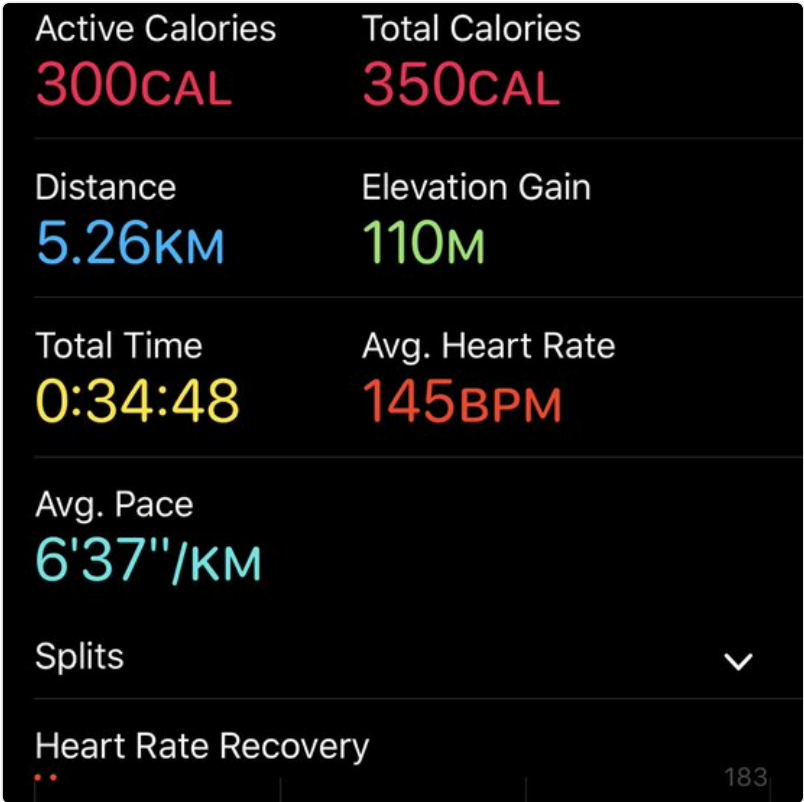 Active Calories Total Calories
300CAL 350CAL
Distance Elevation Gain
5.26KM 110M
Total Time Avg. Heart Rate
0:34:48 145BPM
Avg. Pace
6'37''/KM
Splits
Heart Rate Recovery
183